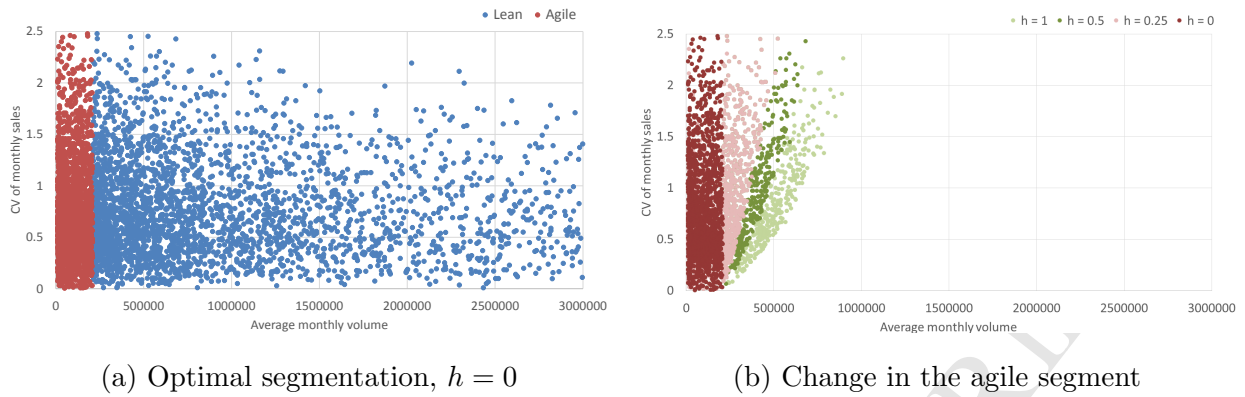 Lean Agile
2.5
2
1.5
1
0.5
0
CV of monthly sales
0 500000 1000000 1500000 2000000 2500000 3000000
Average monthly volume
(a) Optimal segmentation, h = 0
h = 1 h = 0.5 h = 0.25 h = 0
2.5
2
1.5
1
0.5
0
CV of monthly sales
0 500000 1000000 1500000 2000000 2500000 3000000
Average monthly volume
(b) Change in the agile segment